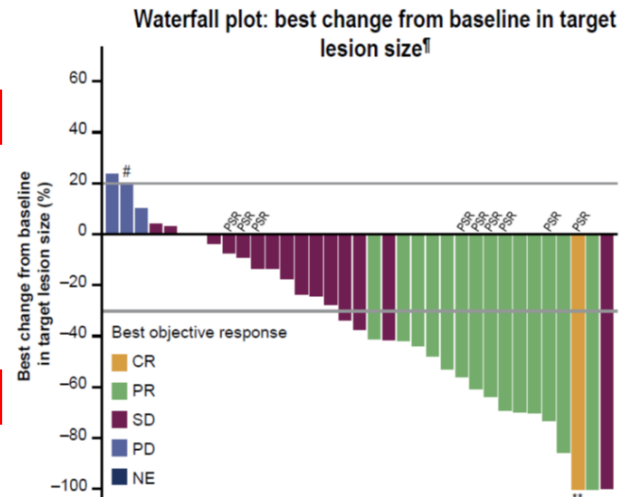 Waterfall plot: best change from baseline in target
lesion size¶
Best change from baseline
in target lesion size (%)
60
40
20
0
−20
−40
−60
−80
−100
#
PSR PSR PSR
PSR PSR PSR PSR PSR PSR
Best objective response
CR
PR
SD
PD
NE
**